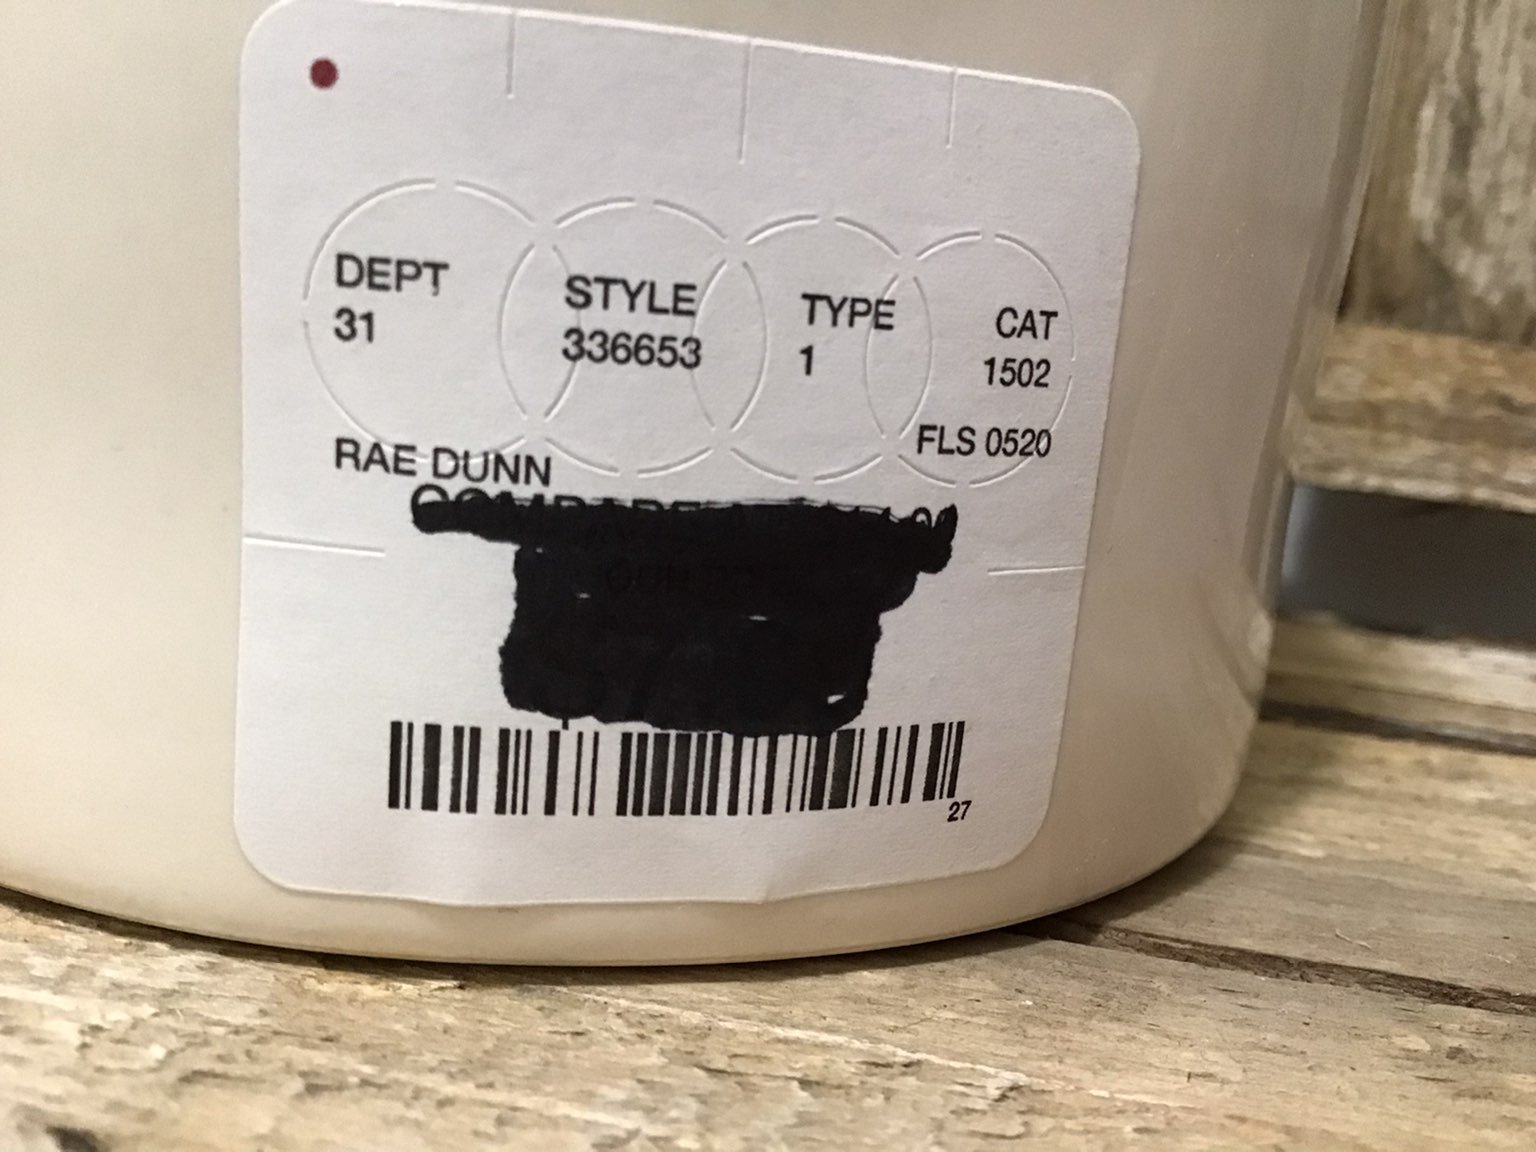 DEPT STYLE TYPE CAT
31 336653 1 1502
FLS 0520
RAE DUNN
27